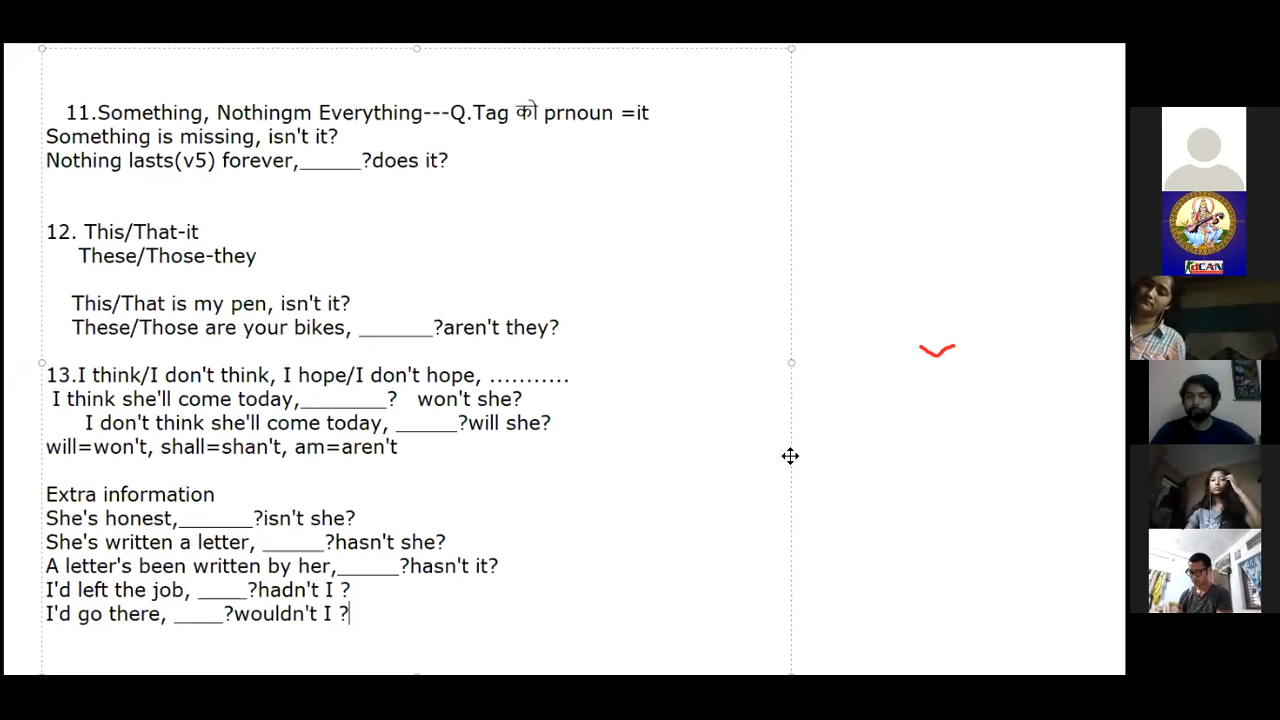 11.Something, Nothingm Everything---Q.Tag को prnoun =it
Something is missing, isn't it?
Nothing lasts(v5) forever,______?does it?
12. This/That-it
These/Those-they
This/That is my pen, isn't it?
These/Those are your bikes, _______?aren't they?
13.I think/I don't think, I hope/I don't hope, ...........
I think she'll come today,________? won't she?
I don't think she'll come today, ______?will she?
will=won't, shall=shan't, am=aren't
Extra information
She's honest,_______?isn't she?
She's written a letter, ______?hasn't she?
A letter's been written by her,______?hasn't it?
I'd left the job, _____?hadn't I ?
I'd go there, _____?wouldn't I ?